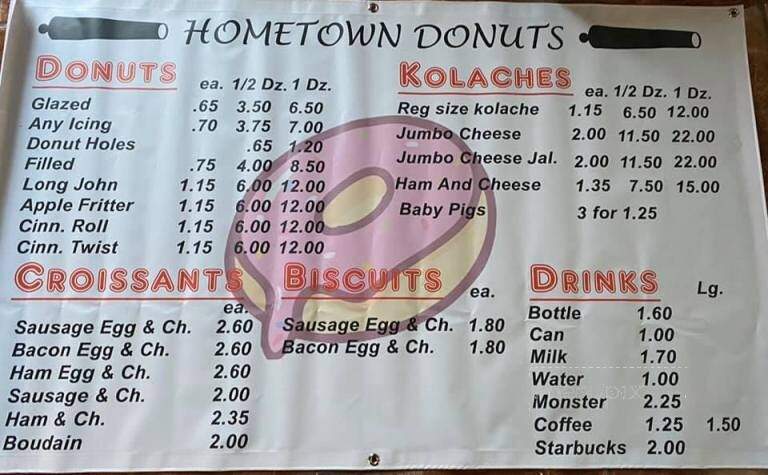 HOMETOWN DONUTS
DONUTS ea. 1/2 Dz. 1 Dz.
Glazed .65 3.50 6.50
Any Icing .70 3.75 7.00
Donut Holes .65 1.20
Filled .75 4.00 8.50
Long John 1.15 6.00 12.00
Apple Fritter 1.15 6.00 12.00
Cinn. Roll 1.15 6.00 12.00
Cinn. Twist 1.15 6.00 12.00
KOLACHES ea. 1/2 Dz. 1 Dz.
Reg size kolache 1.15 6.50 12.00
Jumbo Cheese 2.00 11.50 22.00
Jumbo Cheese Jal. 2.00 11.50 22.00
Ham And Cheese 1.35 7.50 15.00
Baby Pigs 3 for 1.25
CROISSANTS ea.
Sausage Egg & Ch. 2.60
Bacon Egg & Ch. 2.60
Ham Egg & Ch. 2.60
Sausage & Ch. 2.00
Ham & Ch. 2.35
Boudain 2.00
BISCUITS ea.
Sausage Egg & Ch. 1.80
Bacon Egg & Ch. 1.80
DRINKS Lg.
Bottle 1.60
Can 1.00
Milk 1.70
Water 1.00
Monster 2.25
Coffee 1.25 1.50
Starbucks 2.00